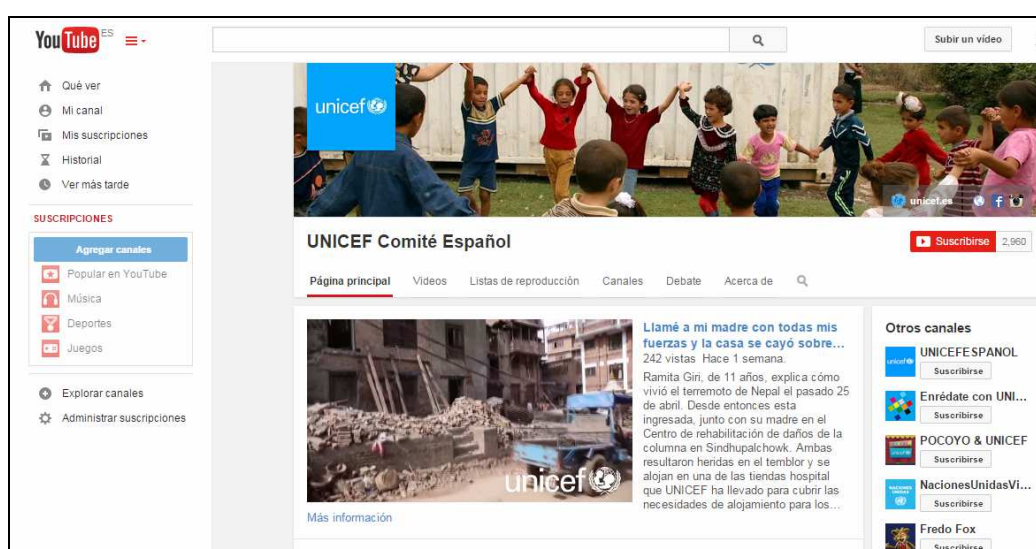 YouTube ES
Subir un vídeo
Qué ver
Mi canal
Mis suscripciones
Historial
Ver más tarde
SUSCRIPCIONES
Agregar canales
Popular en YouTube
Música
Deportes
Juegos
Explorar canales
Administrar suscripciones
unicef
unicef.es
UNICEF Comité Español
Suscribirse 2,960
Página principal Vídeos Listas de reproducción Canales Debate Acerca de
unicef
Más información
Llamé a mi madre con todas mis
fuerzas y la casa se cayó sobre...
242 vistas Hace 1 semana.
Ramita Giri, de 11 años, explica cómo
vivió el terremoto de Nepal el pasado 25
de abril. Desde entonces esta
ingresada, junto con su madre en el
Centro de rehabilitación de daños de la
columna en Sindhupalchowk. Ambas
resultaron heridas en el temblor y se
alojan en una de las tiendas hospital
que UNICEF ha llevado para cubrir las
necesidades de alojamiento para los...
Otros canales
unicef
UNICEFESPANOL
Suscribirse
Enrédate con UNI...
Suscribirse
POCOYO & UNICEF
Suscribirse
NACIONES
UNIDAS
NacionesUnidasVi...
Suscribirse
Fredo Fox
Suscribirse